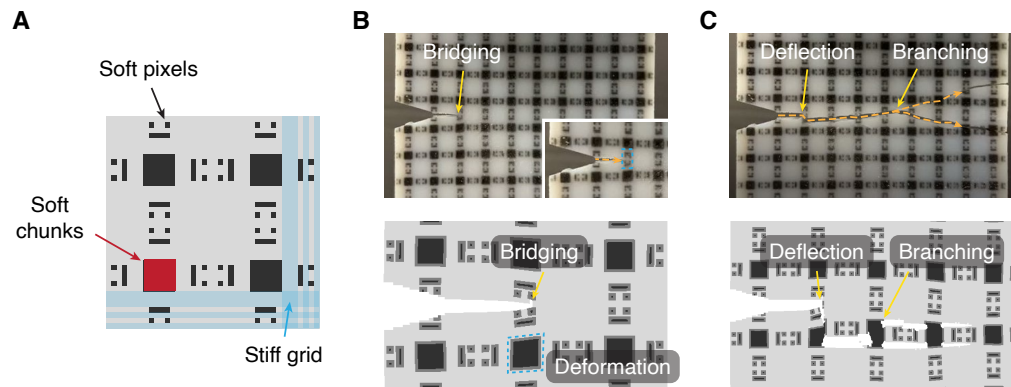 A
Soft pixels
Soft
chunks
Stiff grid
B
Bridging
Bridging
Deformation
C
Deflection
Branching
Deflection
Branching